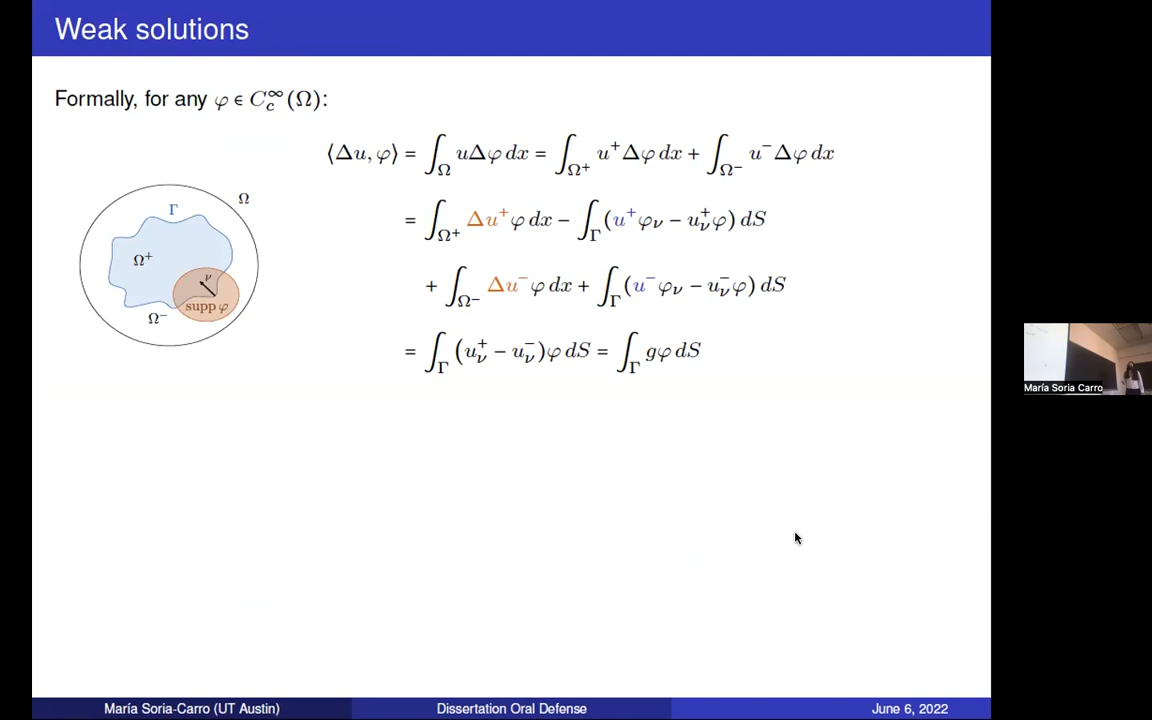 Weak solutions
Formally, for any φ ∈ C_c^∞(Ω):
⟨Δu, φ⟩ = ∫_Ω uΔφ dx = ∫_{Ω⁺} u⁺Δφ dx + ∫_{Ω⁻} u⁻Δφ dx
= ∫_{Ω⁺} Δu⁺φ dx − ∫_Γ (u⁺φ_ν − u_ν⁺φ) dS
+ ∫_{Ω⁻} Δu⁻φ dx + ∫_Γ (u⁻φ_ν − u_ν⁻φ) dS
= ∫_Γ (u_ν⁺ − u_ν⁻)φ dS = ∫_Γ gφ dS
Ω
Γ
Ω⁺
ν
supp φ
Ω⁻
María Soria Carro
María Soria-Carro (UT Austin) Dissertation Oral Defense June 6, 2022